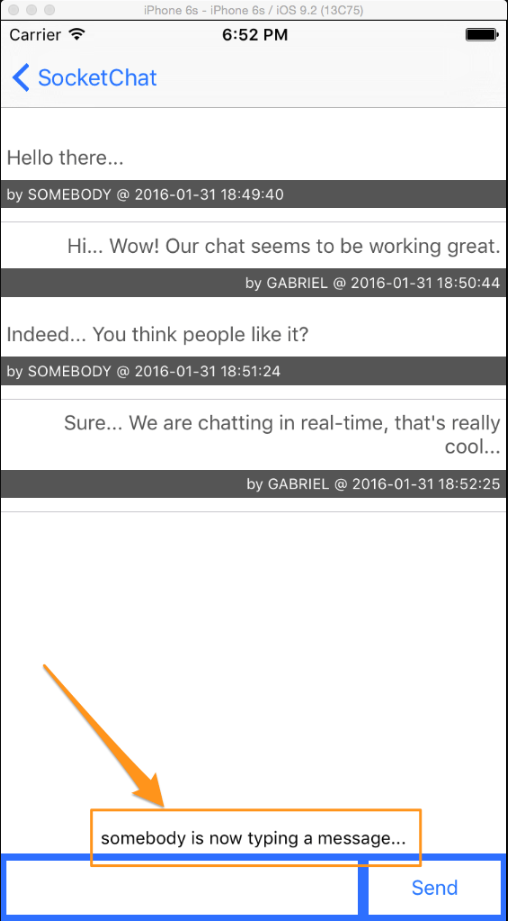 iPhone 6s - iPhone 6s / iOS 9.2 (13C75)
Carrier 6:52 PM
SocketChat
Hello there...
by SOMEBODY @ 2016-01-31 18:49:40
Hi... Wow! Our chat seems to be working great.
by GABRIEL @ 2016-01-31 18:50:44
Indeed... You think people like it?
by SOMEBODY @ 2016-01-31 18:51:24
Sure... We are chatting in real-time, that's really
cool...
by GABRIEL @ 2016-01-31 18:52:25
somebody is now typing a message...
Send